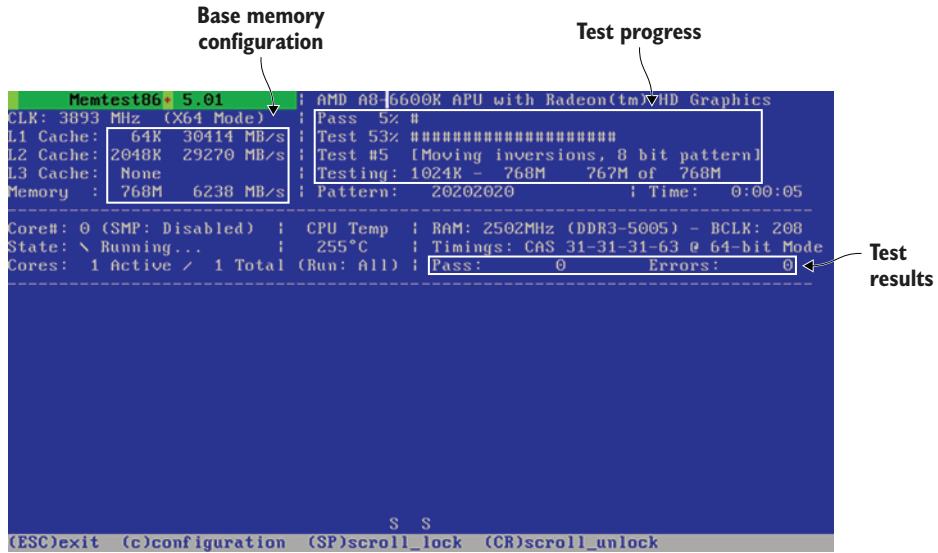 Base memory
configuration
Test progress
Memtest86+ 5.01 | AMD A8-6600K APU with Radeon(tm) HD Graphics
CLK: 3893 MHz (X64 Mode) | Pass 5% #
L1 Cache: 64K 30414 MB/s | Test 53% ####################
L2 Cache: 2048K 29270 MB/s | Test #5 [Moving inversions, 8 bit pattern]
L3 Cache: None | Testing: 1024K - 768M 767M of 768M
Memory : 768M 6238 MB/s | Pattern: 20202020 | Time: 0:00:05
Core#: 0 (SMP: Disabled) | CPU Temp | RAM: 2502MHz (DDR3-5005) - BCLK: 208
State: \ Running... | 255°C | Timings: CAS 31-31-31-63 @ 64-bit Mode
Cores: 1 Active / 1 Total (Run: All) | Pass: 0 Errors: 0
Test
results
S S
(ESC)exit (c)configuration (SP)scroll_lock (CR)scroll_unlock